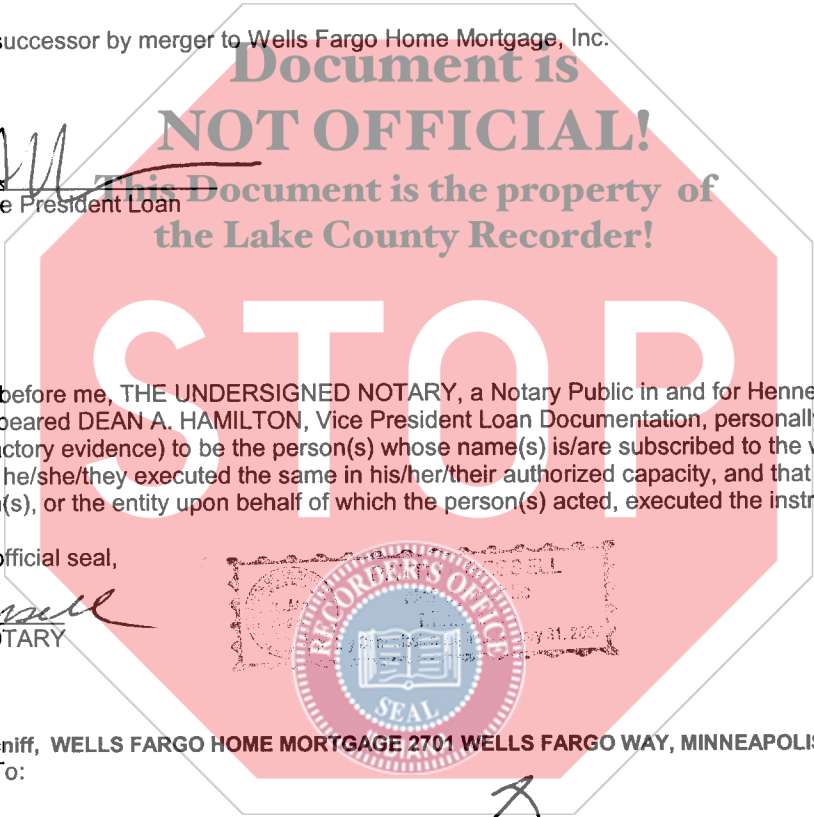 successor by merger to Wells Fargo Home Mortgage, Inc.
Document is
NOT OFFICIAL!
This Document is the property of
e President Loan
the Lake County Recorder!
STOP
before me, THE UNDERSIGNED NOTARY, a Notary Public in and for Henne
peared DEAN A. HAMILTON, Vice President Loan Documentation, personally
ctory evidence) to be the person(s) whose name(s) is/are subscribed to the w
he/she/they executed the same in his/her/their authorized capacity, and that
n(s), or the entity upon behalf of which the person(s) acted, executed the instr
official seal,
RECORDER'S OFFICE
SEAL
OTARY
niff, WELLS FARGO HOME MORTGAGE 2701 WELLS FARGO WAY, MINNEAPOLIS
To: